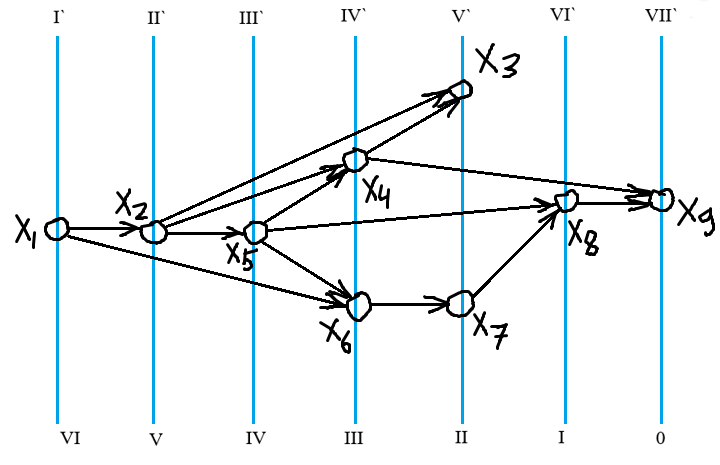 I` II` III` IV` V` VI` VII`
X3
X4
X2
X1 X5 X8 X9
X6 X7
VI V IV III II I 0